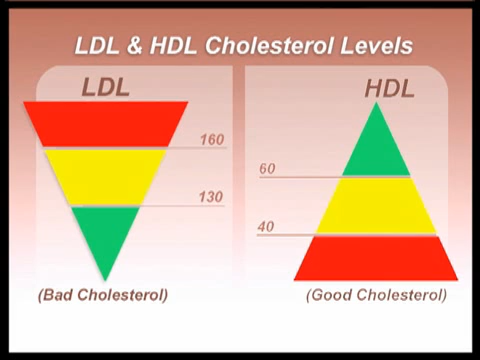 LDL & HDL Cholesterol Levels
LDL
160
130
(Bad Cholesterol)
HDL
60
40
(Good Cholesterol)